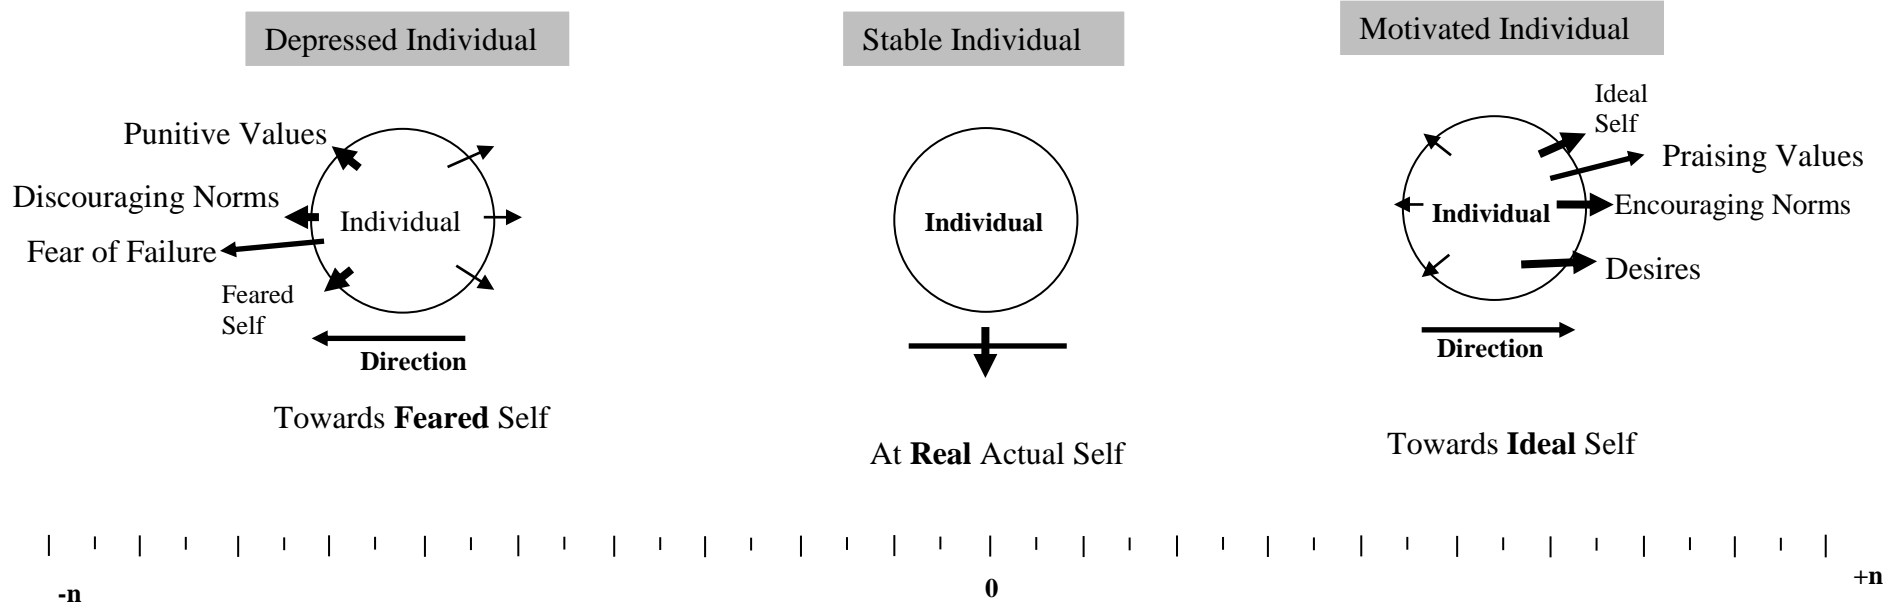 Depressed Individual
Stable Individual
Motivated Individual
Punitive Values
Discouraging Norms
Fear of Failure
Feared
Self
Individual
Direction
Towards Feared Self
Individual
At Real Actual Self
Ideal
Self
Praising Values
Individual
Encouraging Norms
Desires
Direction
Towards Ideal Self
-n
0
+n